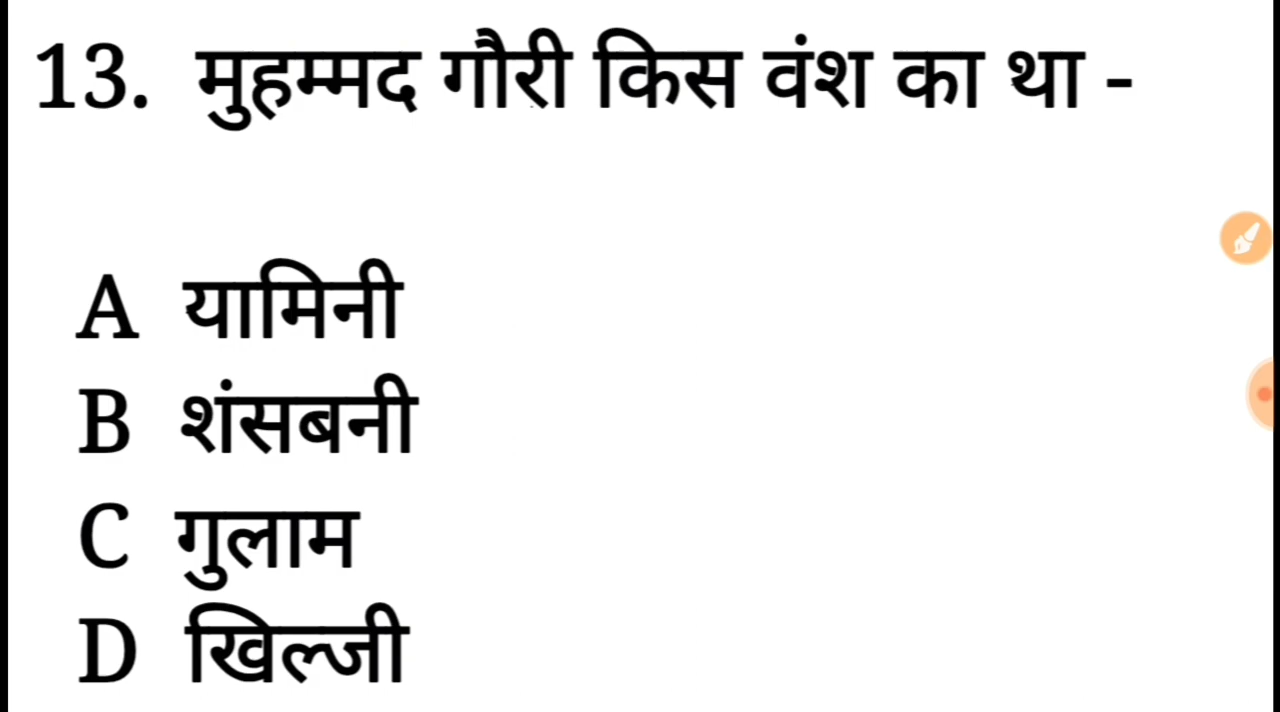 13. मुहम्मद गौरी किस वंश का था -
A यामिनी
B शंसबनी
C गुलाम
D खिल्जी